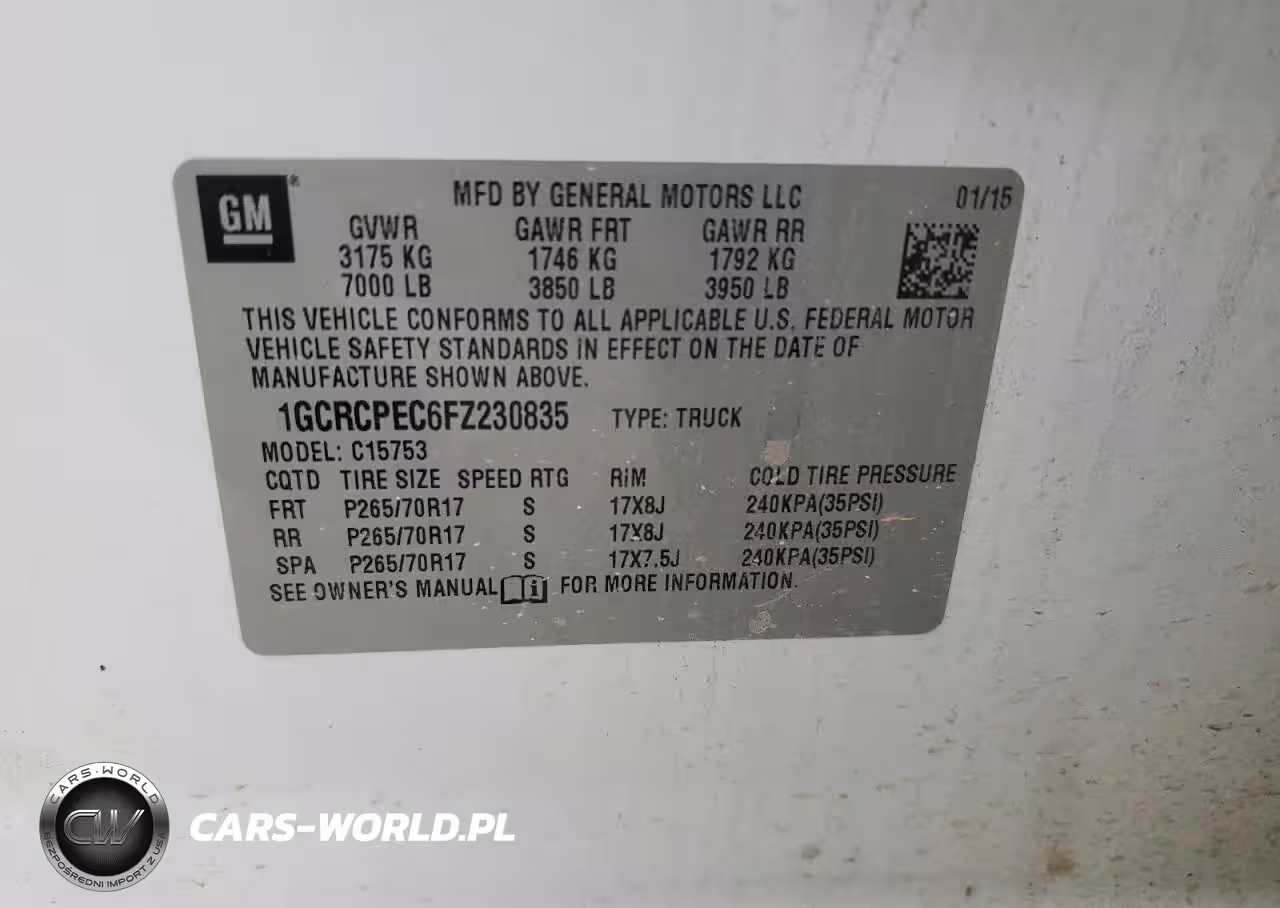 GM
MFD BY GENERAL MOTORS LLC 01/15
GVWR GAWR FRT GAWR RR
3175 KG 1746 KG 1792 KG
7000 LB 3850 LB 3950 LB
THIS VEHICLE CONFORMS TO ALL APPLICABLE U.S. FEDERAL MOTOR
VEHICLE SAFETY STANDARDS IN EFFECT ON THE DATE OF
MANUFACTURE SHOWN ABOVE.
1GCRCPEC6FZ230835 TYPE: TRUCK
MODEL: C15753
CQTD TIRE SIZE SPEED RTG RIM COLD TIRE PRESSURE
FRT P265/70R17 S 17X8J 240KPA(35PSI)
RR P265/70R17 S 17X8J 240KPA(35PSI)
SPA P265/70R17 S 17X7.5J 240KPA(35PSI)
SEE OWNER'S MANUAL i FOR MORE INFORMATION.
CARS-WORLD
CW
BEZPOŚREDNI IMPORT Z USA
CARS-WORLD.PL